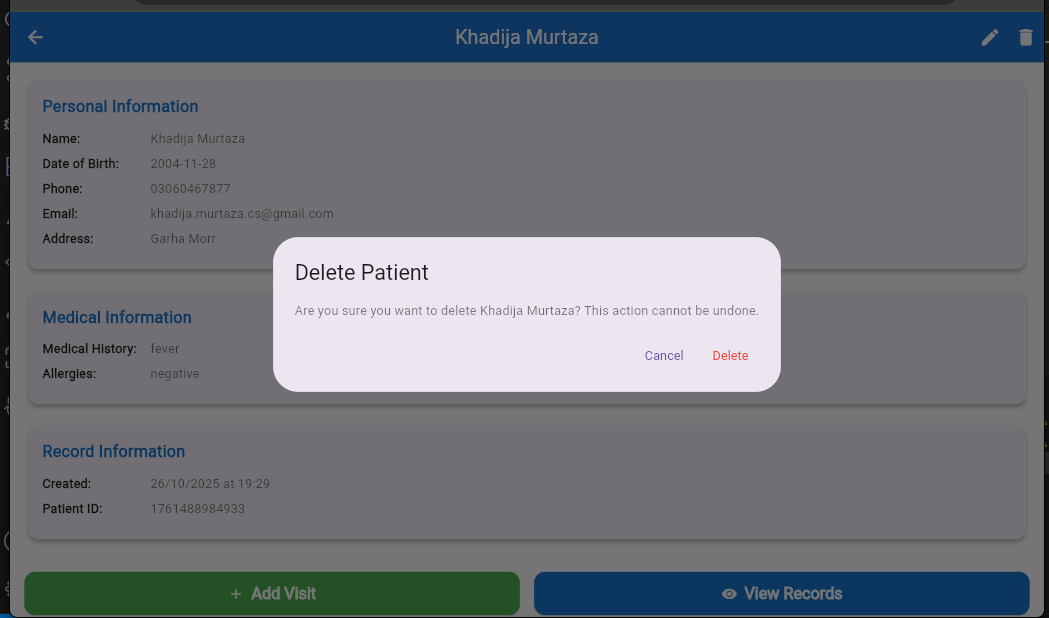 Khadija Murtaza
Personal Information
Name: Khadija Murtaza
Date of Birth: 2004-11-28
Phone: 03060467877
Email: khadija.murtaza.cs@gmail.com
Address: Garha Morr
Delete Patient
Are you sure you want to delete Khadija Murtaza? This action cannot be undone.
Cancel Delete
Medical Information
Medical History: fever
Allergies: negative
Record Information
Created: 26/10/2025 at 19:29
Patient ID: 1761488984933
+ Add Visit
View Records